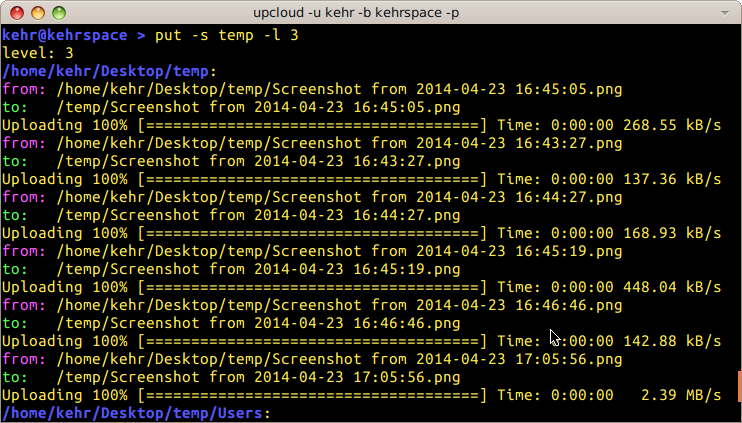 upcloud -u kehr -b kehrspace -p
kehr@kehrspace > put -s temp -l 3
level: 3
/home/kehr/Desktop/temp:
from: /home/kehr/Desktop/temp/Screenshot from 2014-04-23 16:45:05.png
to:   /temp/Screenshot from 2014-04-23 16:45:05.png
Uploading 100% [=====================================] Time: 0:00:00 268.55 kB/s
from: /home/kehr/Desktop/temp/Screenshot from 2014-04-23 16:43:27.png
to:   /temp/Screenshot from 2014-04-23 16:43:27.png
Uploading 100% [=====================================] Time: 0:00:00 137.36 kB/s
from: /home/kehr/Desktop/temp/Screenshot from 2014-04-23 16:44:27.png
to:   /temp/Screenshot from 2014-04-23 16:44:27.png
Uploading 100% [=====================================] Time: 0:00:00 168.93 kB/s
from: /home/kehr/Desktop/temp/Screenshot from 2014-04-23 16:45:19.png
to:   /temp/Screenshot from 2014-04-23 16:45:19.png
Uploading 100% [=====================================] Time: 0:00:00 448.04 kB/s
from: /home/kehr/Desktop/temp/Screenshot from 2014-04-23 16:46:46.png
to:   /temp/Screenshot from 2014-04-23 16:46:46.png
Uploading 100% [=====================================] Time: 0:00:00 142.88 kB/s
from: /home/kehr/Desktop/temp/Screenshot from 2014-04-23 17:05:56.png
to:   /temp/Screenshot from 2014-04-23 17:05:56.png
Uploading 100% [=====================================] Time: 0:00:00   2.39 MB/s
/home/kehr/Desktop/temp/Users: